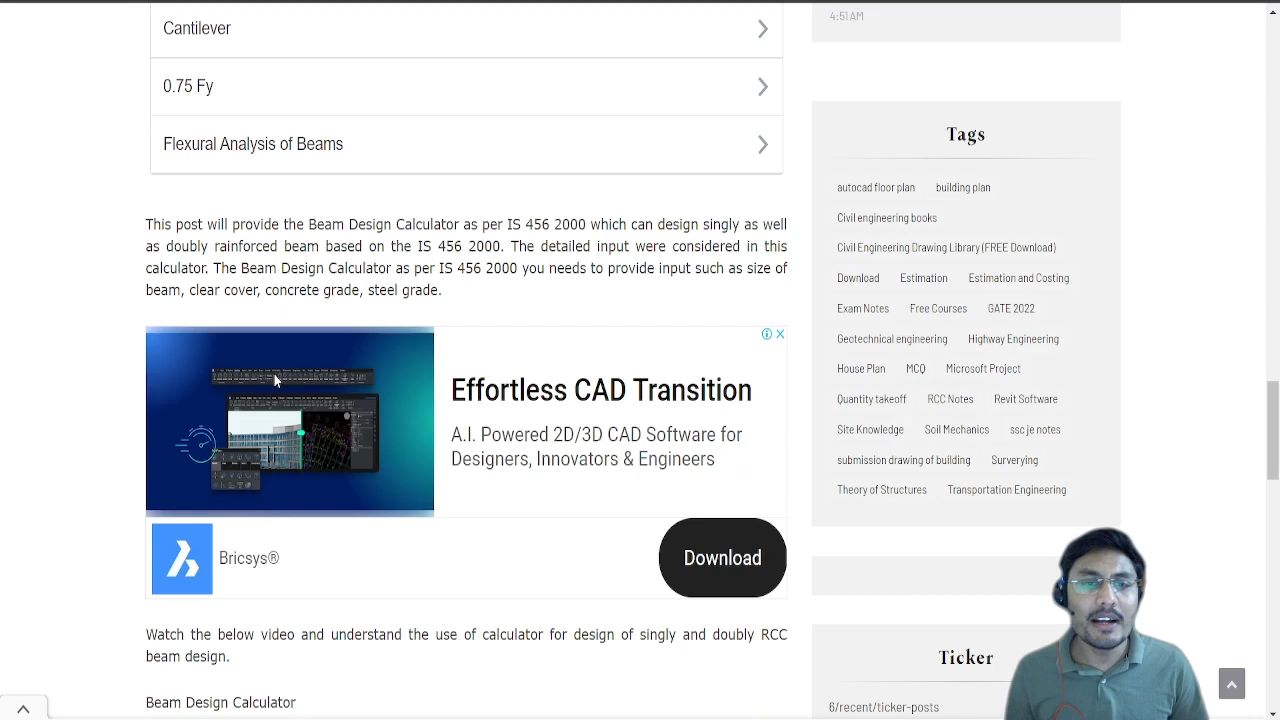 4:51 AM
Cantilever
0.75 Fy
Flexural Analysis of Beams
This post will provide the Beam Design Calculator as per IS 456 2000 which can design singly as well
as doubly rainforced beam based on the IS 456 2000. The detailed input were considered in this
calculator. The Beam Design Calculator as per IS 456 2000 you needs to provide input such as size of
beam, clear cover, concrete grade, steel grade.
Effortless CAD Transition
A.I. Powered 2D/3D CAD Software for
Designers, Innovators & Engineers
Bricsys®
Download
Watch the below video and understand the use of calculator for design of singly and doubly RCC
beam design.
Beam Design Calculator
Tags
autocad floor plan building plan
Civil engineering books
Civil Engineering Drawing Library (FREE Download)
Download Estimation Estimation and Costing
Exam Notes Free Courses GATE 2022
Geotechnical engineering Highway Engineering
House Plan MCQ Microsoft Project
Quantity takeoff RCC Notes Revit Software
Site Knowledge Soil Mechanics ssc je notes
submission drawing of building Surverying
Theory of Structures Transportation Engineering
Ticker
6/recent/ticker-posts